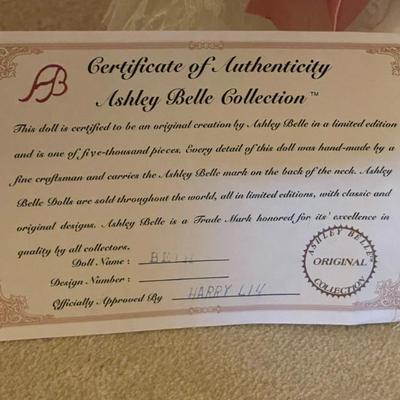 AB
Certificate of Authenticity
Ashley Belle Collection ™
This doll is certified to be an original creation by Ashley Belle in a limited edition
and is one of five-thousand pieces. Every detail of this doll was hand-made by a
fine craftsman and carries the Ashley Belle mark on the back of the neck. Ashley
Belle Dolls are sold throughout the world, all in limited editions, with classic and
original designs. Ashley Belle is a Trade Mark honored for its' excellence in
quality by all collectors.
Doll Name : BETH
Design Number :
Officially Approved By HARRY LIU
ASHLEY BELLE
ORIGINAL
COLLECTION